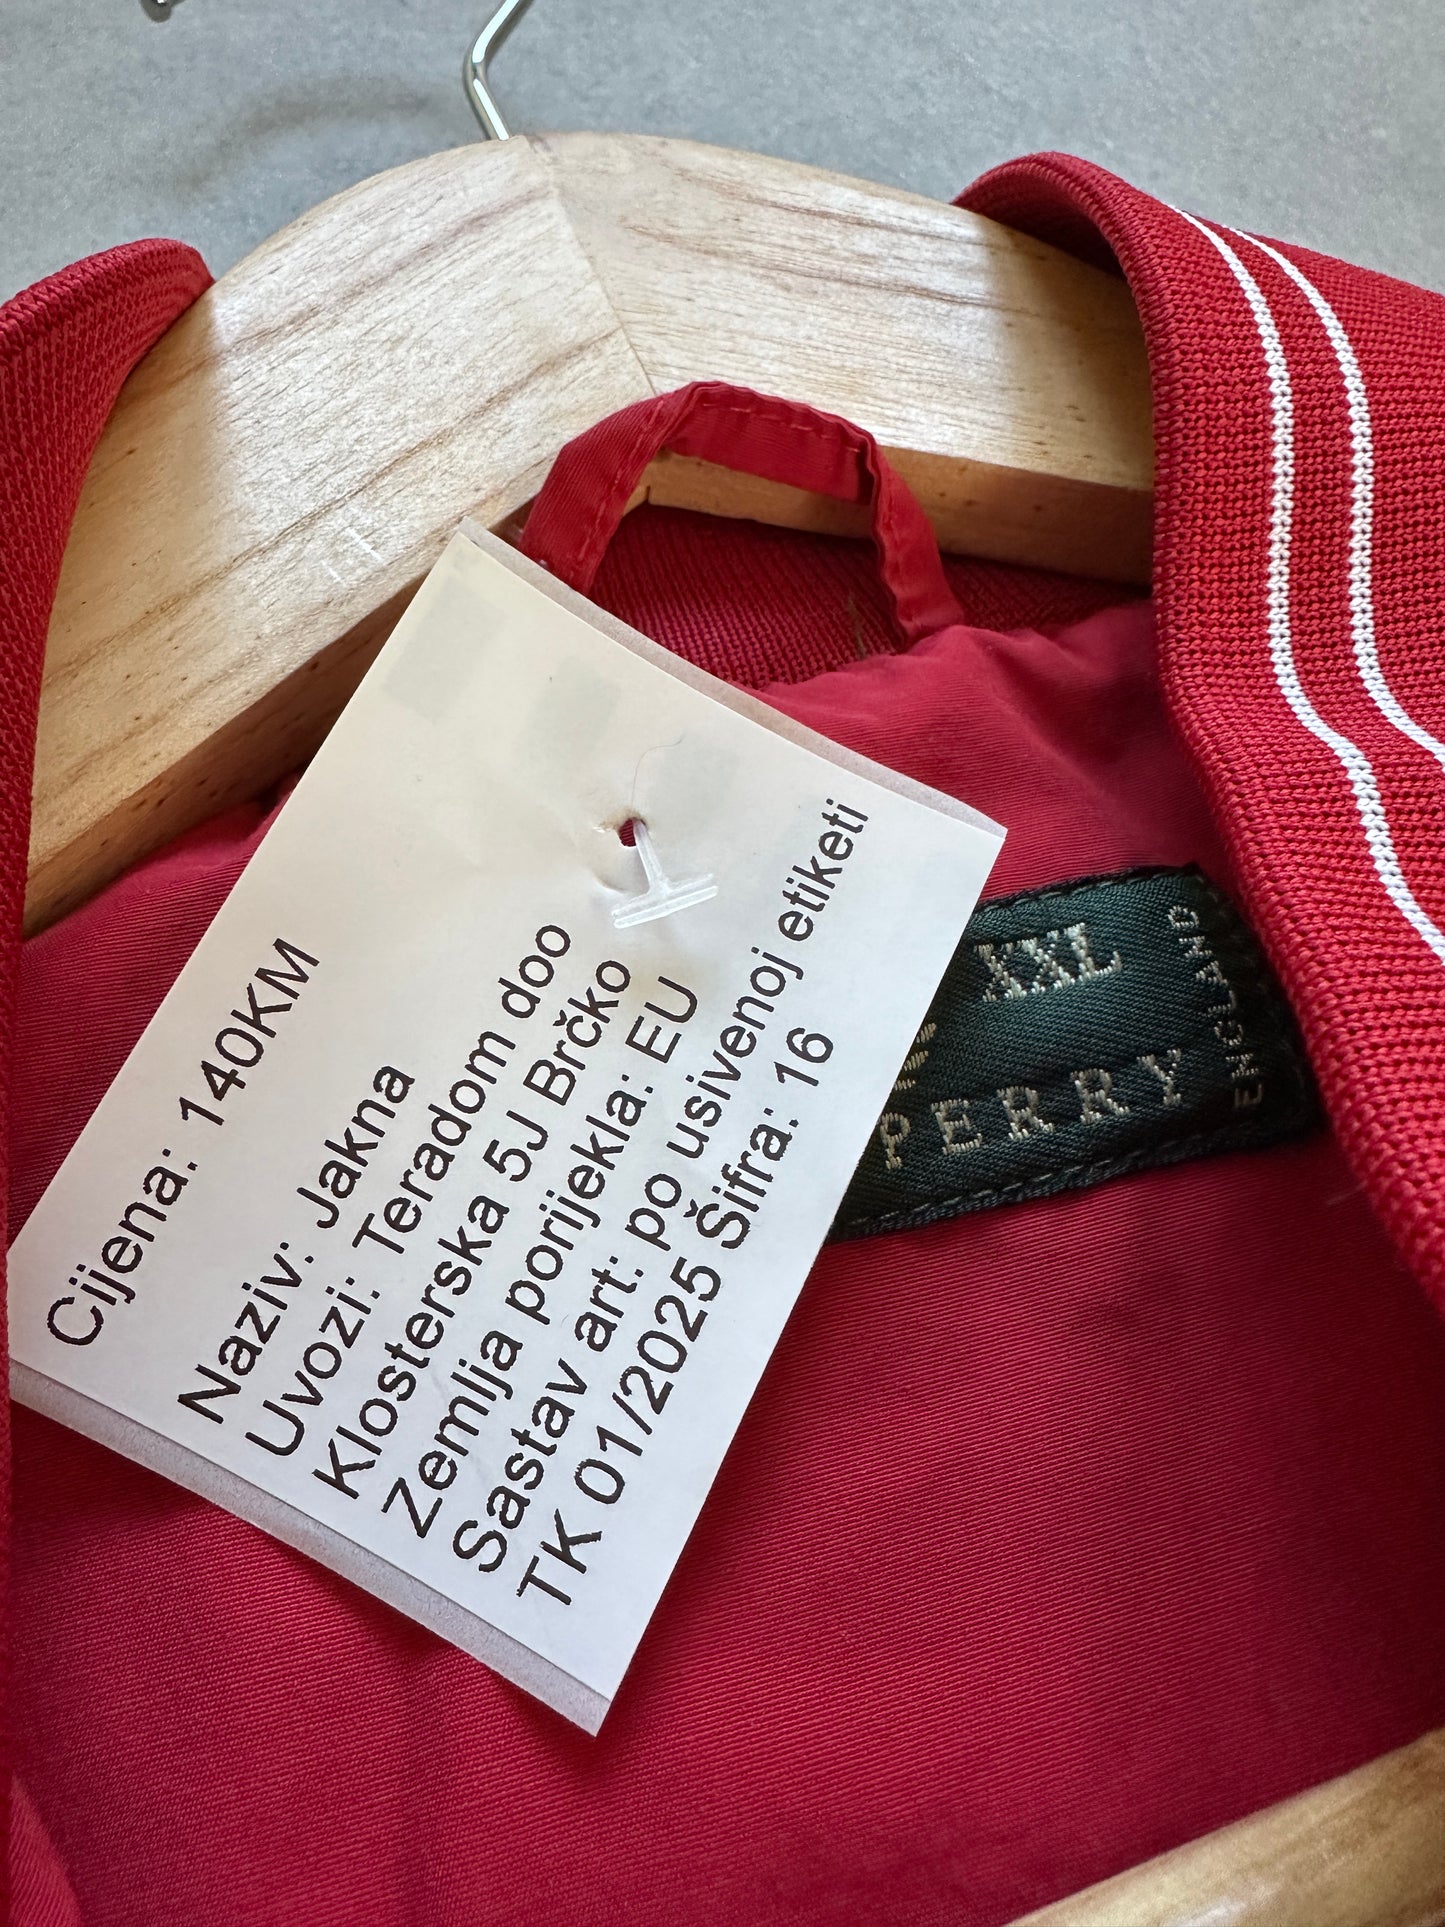 Cijena: 140KM
Naziv: Jakna
Uvozi: Teradom doo
Klosterska 5J Brčko
Zemlja porijekla: EU
Sastav art: po usivenoj etiketi
TK 01/2025 Šifra: 16
XXL
PERRY
ENGLAND